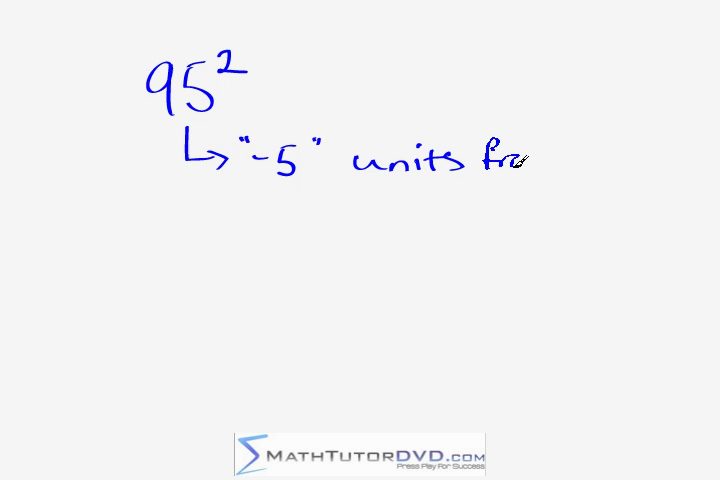 95²
"-5" units fro
MATHTUTORDVD.COM
Press Play For Success